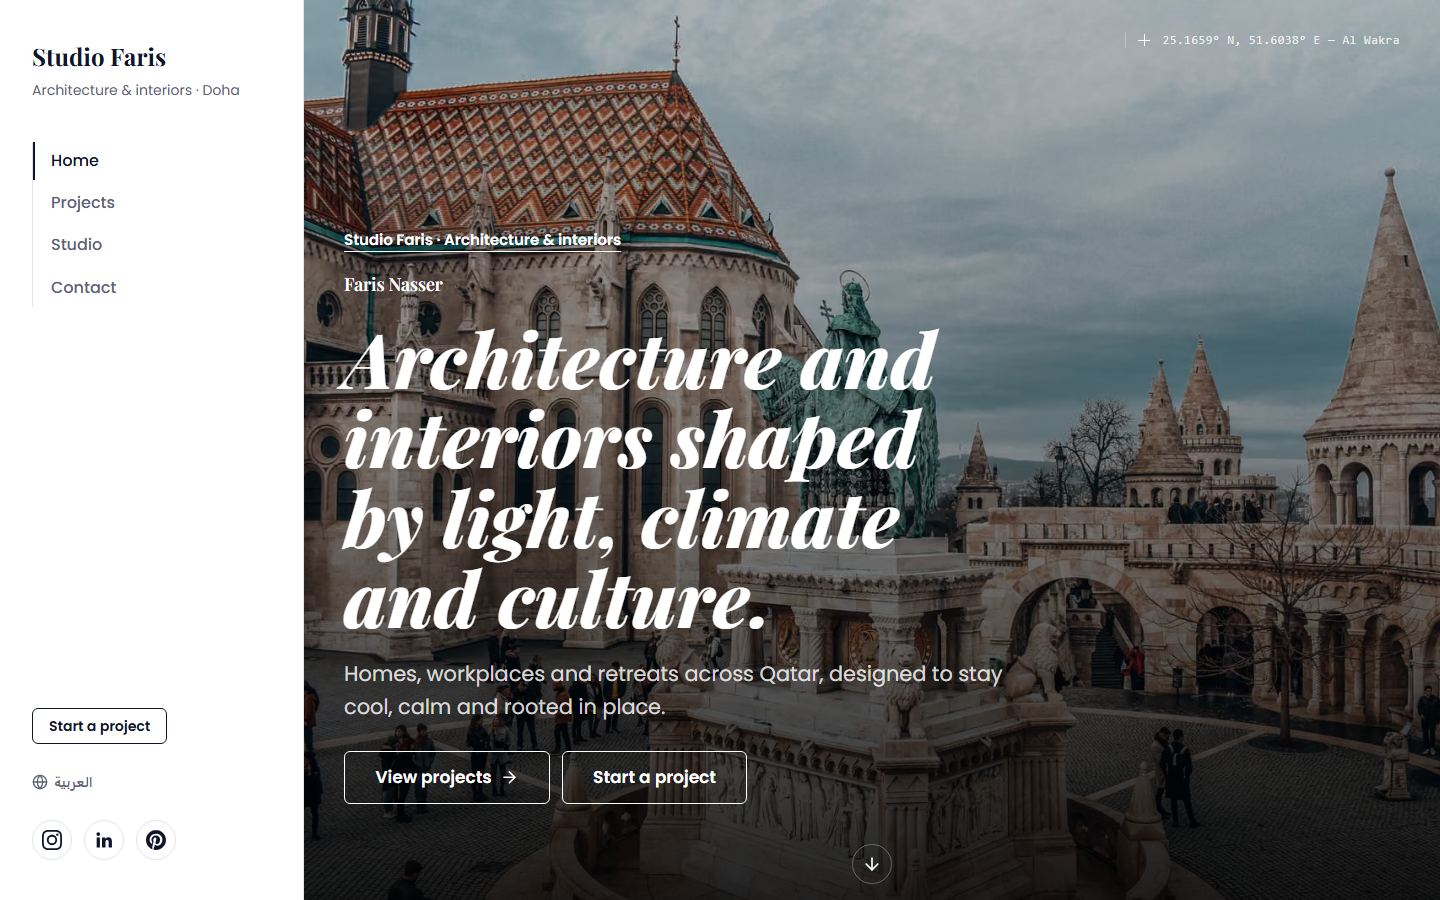 Studio Faris
Architecture & interiors · Doha
Home
Projects
Studio
Contact
Start a project
العربية
25.1659° N, 51.6038° E — Al Wakra
Studio Faris · Architecture & interiors
Faris Nasser
Architecture and
interiors shaped
by light, climate
and culture.
Homes, workplaces and retreats across Qatar, designed to stay
cool, calm and rooted in place.
View projects
Start a project